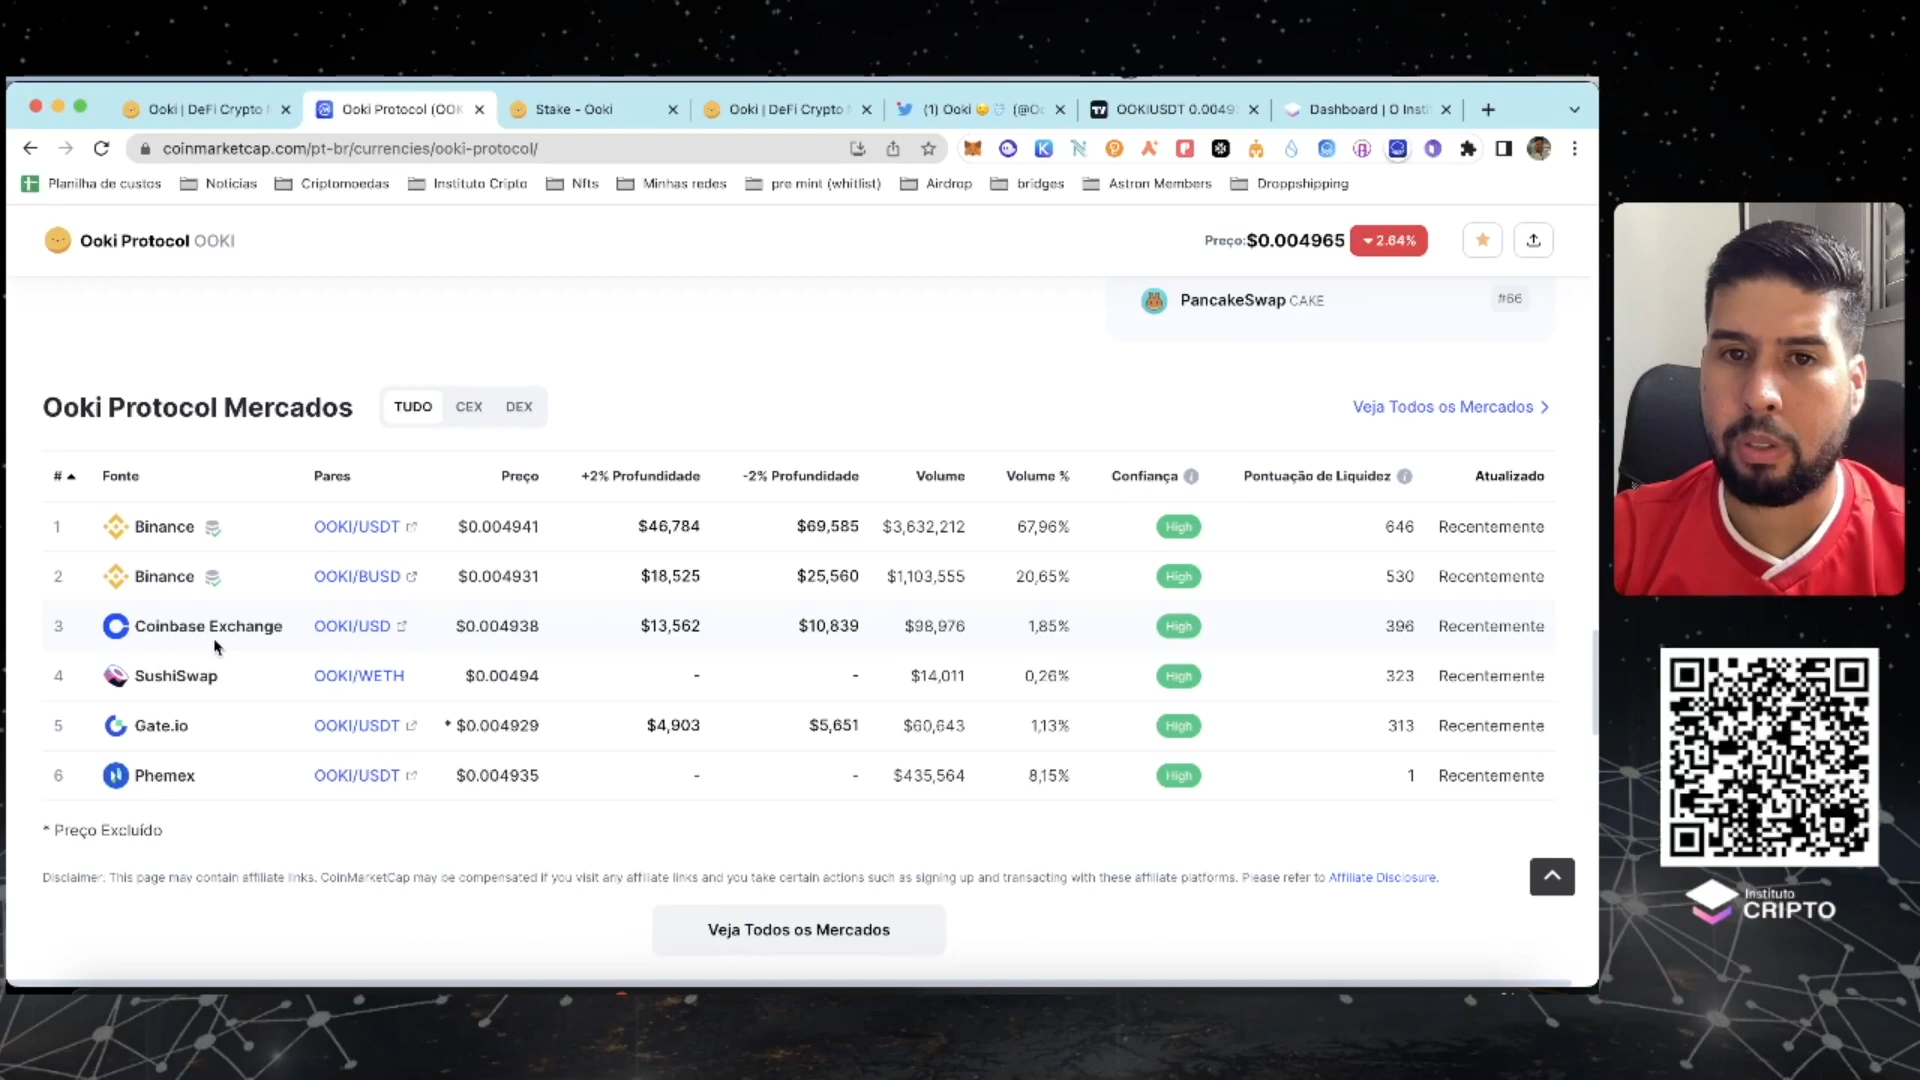 Ooki | DeFi Crypto
Ooki Protocol (OOK
Stake - Ooki
Ooki | DeFi Crypto
(1) Ooki
OOKIUSDT 0.0049
Dashboard | O Insti
coinmarketcap.com/pt-br/currencies/ooki-protocol/
Planilha de custos
Noticias
Criptomoedas
Instituto Cripto
Nfts
Minhas redes
pre mint (whitlist)
Airdrop
bridges
Astron Members
Droppshipping
Ooki Protocol OOKI
Preço:$0.004965
2.64%
PancakeSwap CAKE
#66
Ooki Protocol Mercados
TUDO CEX DEX
Veja Todos os Mercados
# Fonte Pares Preço +2% Profundidade -2% Profundidade Volume Volume % Confiança Pontuação de Liquidez Atualizado
1 Binance OOKI/USDT $0.004941 $46,784 $69,585 $3,632,212 67,96% High 646 Recentemente
2 Binance OOKI/BUSD $0.004931 $18,525 $25,560 $1,103,555 20,65% High 530 Recentemente
3 Coinbase Exchange OOKI/USD $0.004938 $13,562 $10,839 $98,976 1,85% High 396 Recentemente
4 SushiSwap OOKI/WETH $0.00494 - - $14,011 0,26% High 323 Recentemente
5 Gate.io OOKI/USDT * $0.004929 $4,903 $5,651 $60,643 1,13% High 313 Recentemente
6 Phemex OOKI/USDT $0.004935 - - $435,564 8,15% High 1 Recentemente
* Preço Excluído
Disclaimer: This page may contain affiliate links. CoinMarketCap may be compensated if you visit any affiliate links and you take certain actions such as signing up and transacting with these affiliate platforms. Please refer to Affiliate Disclosure.
Veja Todos os Mercados
Instituto
CRIPTO